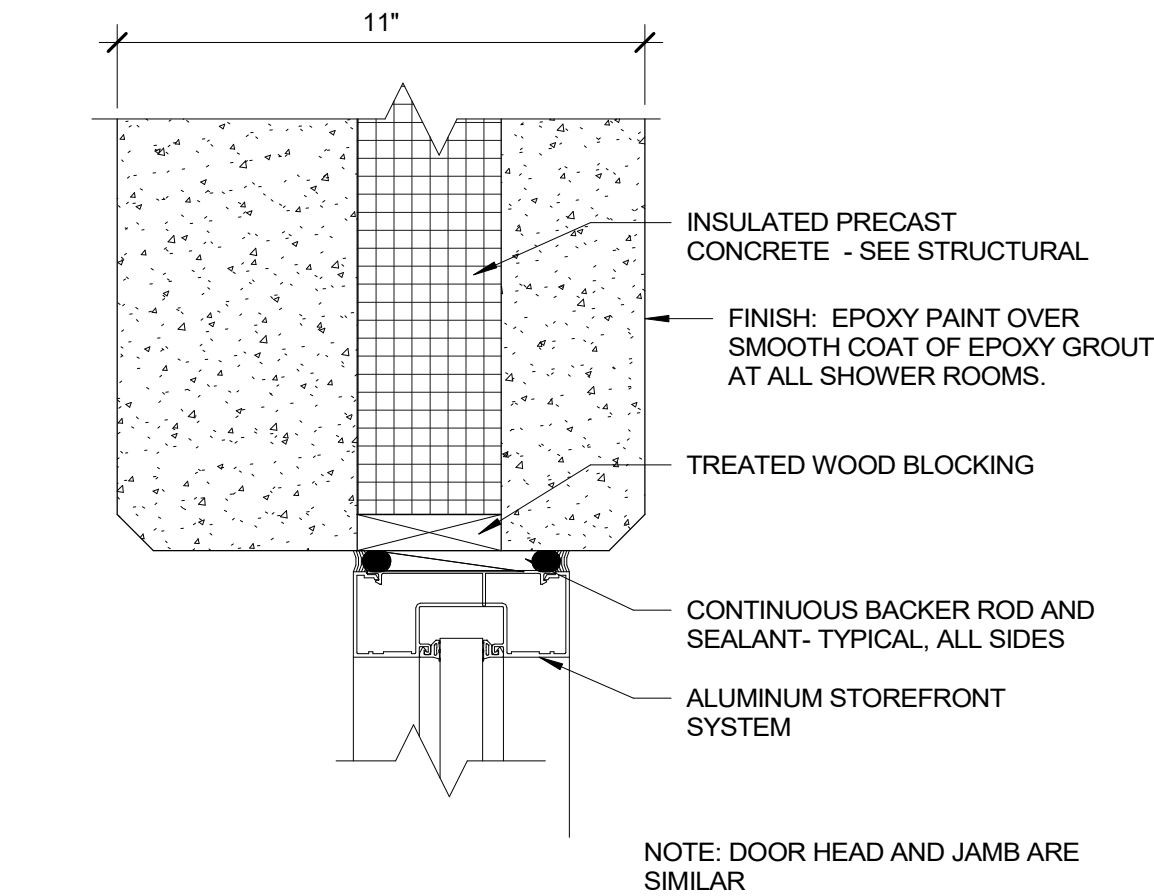 11"
INSULATED PRECAST
CONCRETE - SEE STRUCTURAL
FINISH: EPOXY PAINT OVER
SMOOTH COAT OF EPOXY GROUT
AT ALL SHOWER ROOMS.
TREATED WOOD BLOCKING
CONTINUOUS BACKER ROD AND
SEALANT- TYPICAL, ALL SIDES
ALUMINUM STOREFRONT
SYSTEM
NOTE: DOOR HEAD AND JAMB ARE
SIMILAR